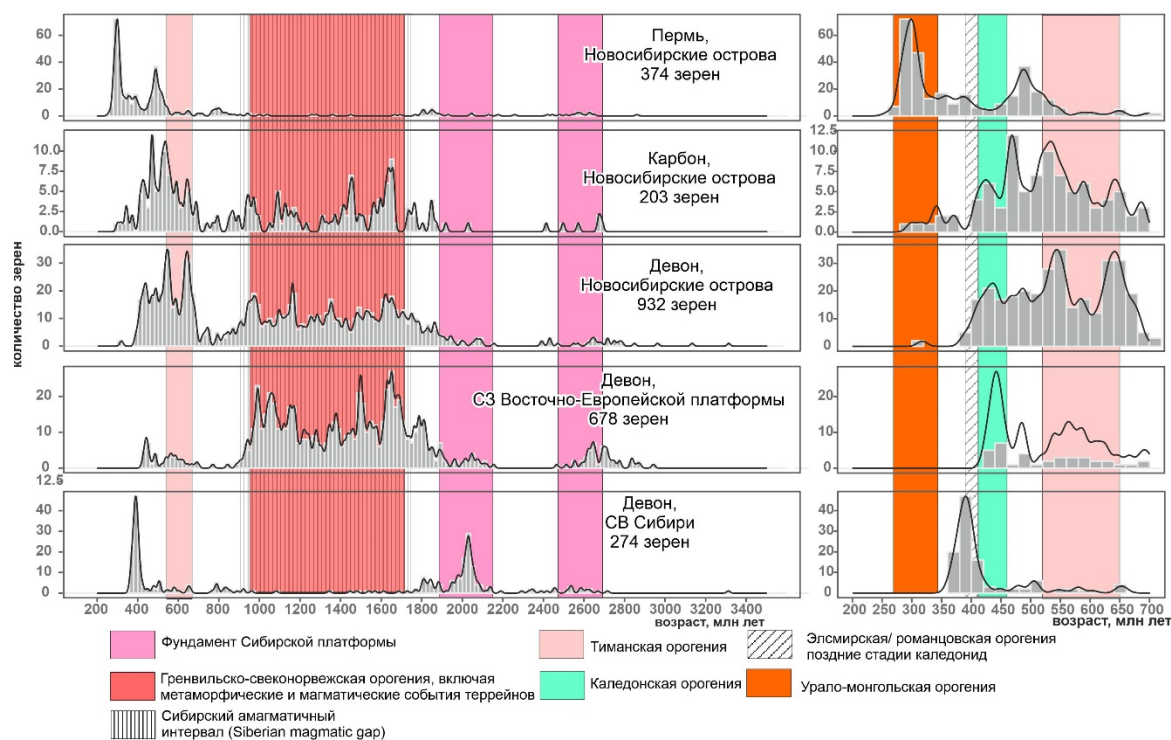 количество зерен
60
40
20
0
Пермь,
Новосибирские острова
374 зерен
60
40
20
0
10.0
7.5
5.0
2.5
0.0
Карбон,
Новосибирские острова
203 зерен
12.5
10.0
7.5
5.0
2.5
0.0
30
20
10
0
Девон,
Новосибирские острова
932 зерен
30
20
10
0
20
10
0
Девон,
СЗ Восточно-Европейской платформы
678 зерен
20
10
0
12.5
40
30
20
10
0
Девон,
СВ Сибири
274 зерен
40
30
20
10
0
200 400 600 800 1000 1200 1400 1600 1800 2000 2200 2400 2600 2800 3000 3200 3400
возраст, млн лет
200 250 300 350 400 450 500 550 600 650 700
возраст, млн лет
Фундамент Сибирской платформы
Гренвильско-свеконорвежская орогения, включая
метаморфические и магматические события террейнов
Сибирский амагматичный
интервал (Siberian magmatic gap)
Тиманская орогения
Каледонская орогения
Элсмирская/ романцовская орогения
поздние стадии каледонид
Урало-монгольская орогения